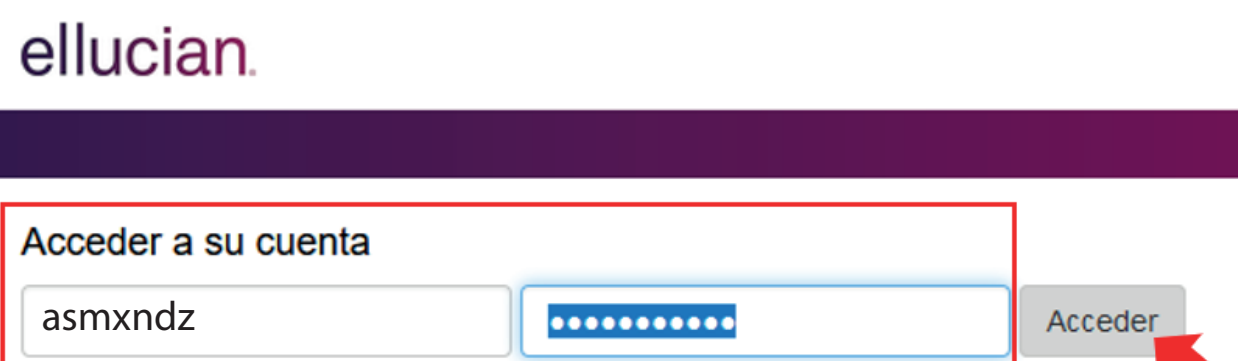 ellucian.
Acceder a su cuenta
asmxndz ••••••••••• Acceder